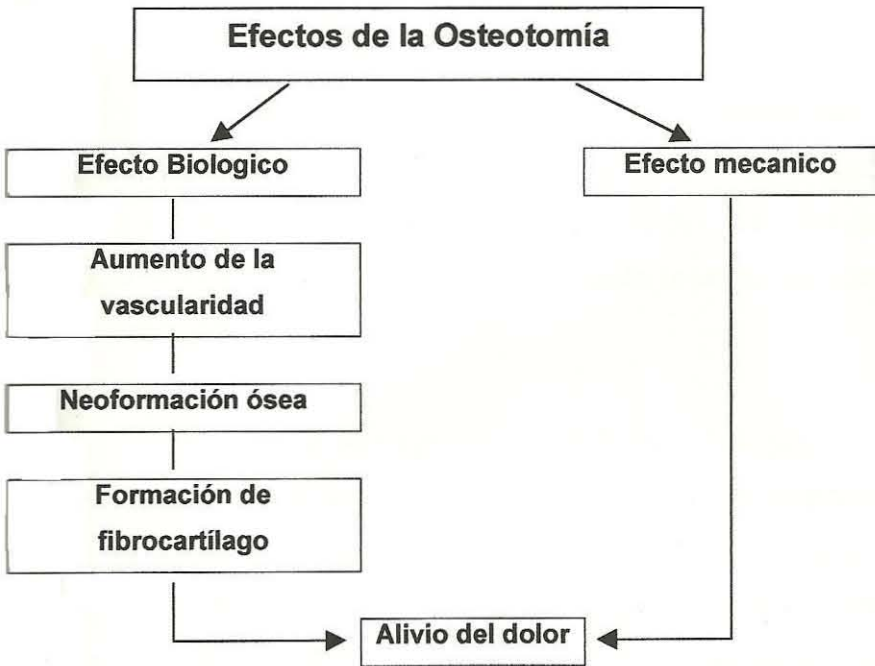 Efectos de la Osteotomía
Efecto Biologico
Efecto mecanico
Aumento de la
vascularidad
Neoformación ósea
Formación de
fibrocartílago
Alivio del dolor